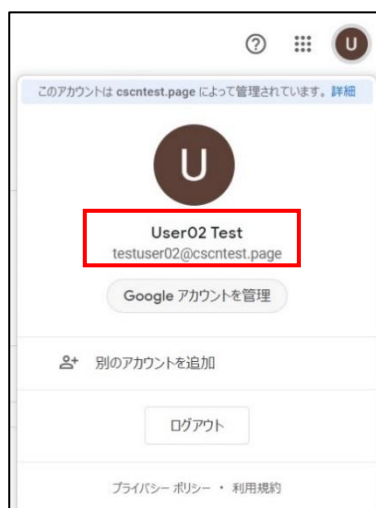 U
このアカウントは cscntest.page によって管理されています。詳細
U
User02 Test
testuser02@cscntest.page
Google アカウントを管理
別のアカウントを追加
ログアウト
プライバシー ポリシー ・ 利用規約